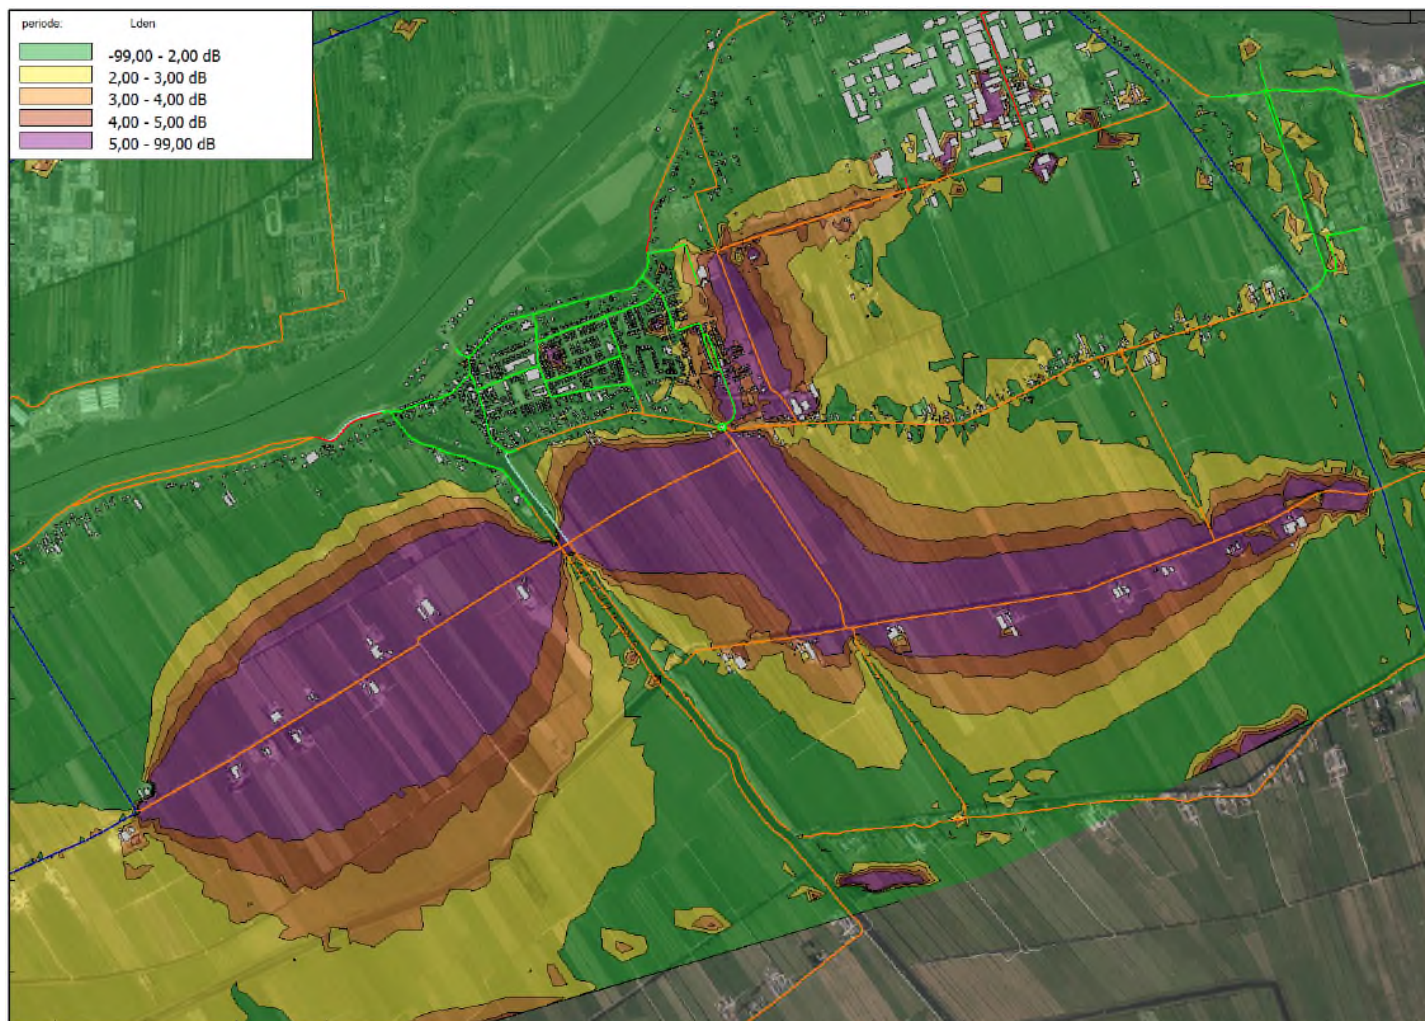 periode: Lden
-99,00 - 2,00 dB
2,00 - 3,00 dB
3,00 - 4,00 dB
4,00 - 5,00 dB
5,00 - 99,00 dB